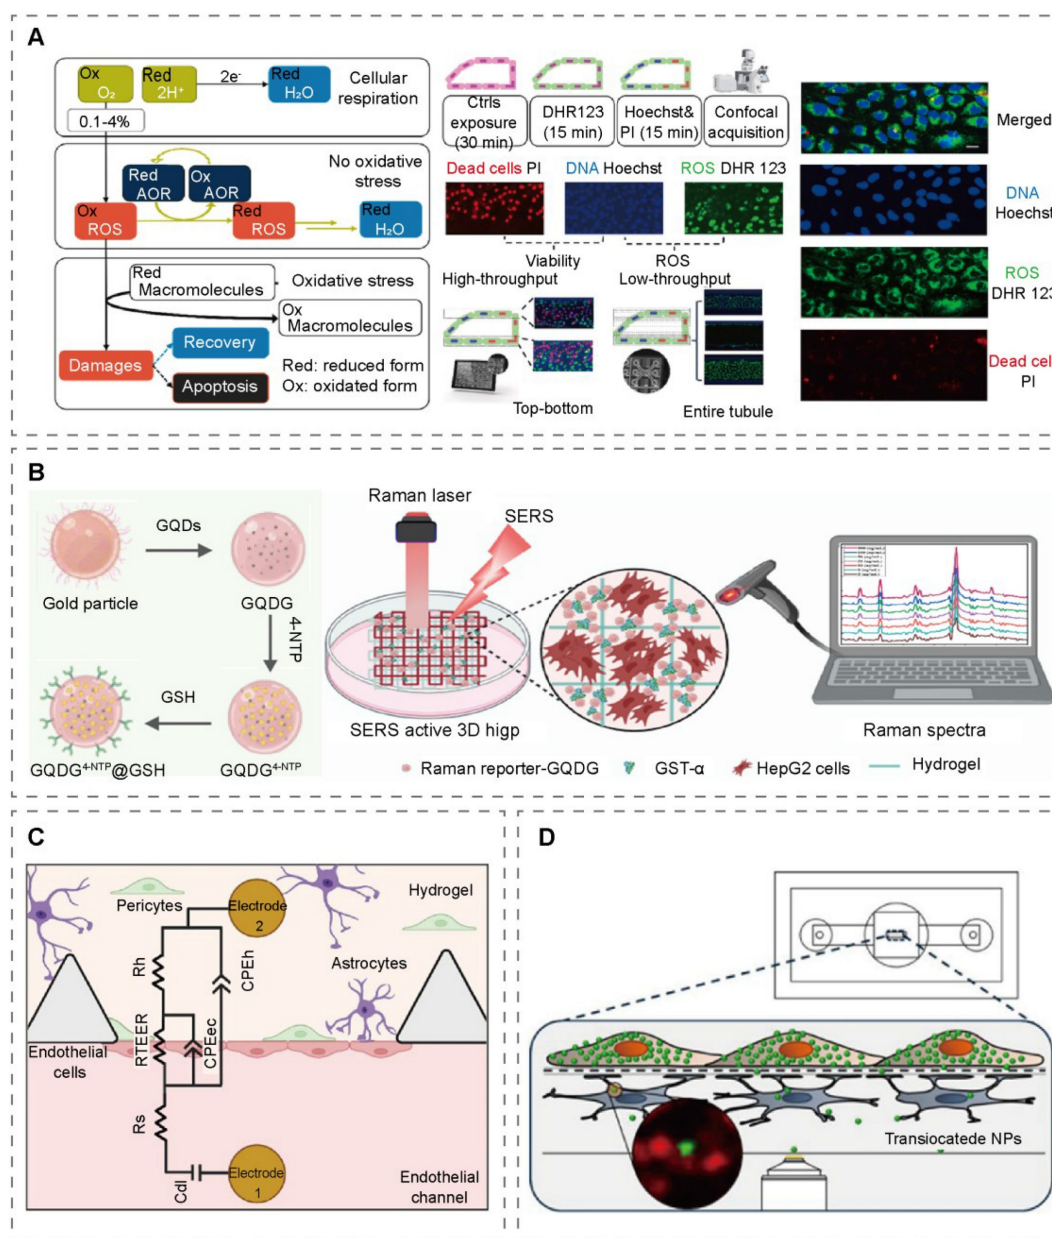 A
Ox
O₂
Red
2H⁺
2e⁻
Red
H₂O
Cellular
respiration
0.1-4%
No oxidative
stress
Red
AOR
Ox
AOR
Ox
ROS
Red
ROS
Red
H₂O
Red
Macromolecules
Oxidative stress
Ox
Macromolecules
Recovery
Damages
Apoptosis
Red: reduced form
Ox: oxidated form
Ctrls
exposure
(30 min)
DHR123
(15 min)
Hoechst&
PI (15 min)
Confocal
acquisition
Dead cells PI
DNA Hoechst
ROS DHR 123
Viability
ROS
High-throughput
Low-throughput
Top-bottom
Entire tubule
Merged
DNA
Hoechst
ROS
DHR 123
Dead cel
PI
B
Gold particle
GQDs
GQDG
4-NTP
GQDG⁴⁻ᴺᵀᴾ
GSH
GQDG⁴⁻ᴺᵀᴾ@GSH
Raman laser
SERS
SERS active 3D higp
Raman spectra
Raman reporter-GQDG
GST-α
HepG2 cells
Hydrogel
C
Pericytes
Hydrogel
Electrode
2
Rh
CPEh
Astrocytes
Endothelial
cells
RTEER
CPEec
Rs
Cdl
Electrode
1
Endothelial
channel
D
Transiocatede NPs